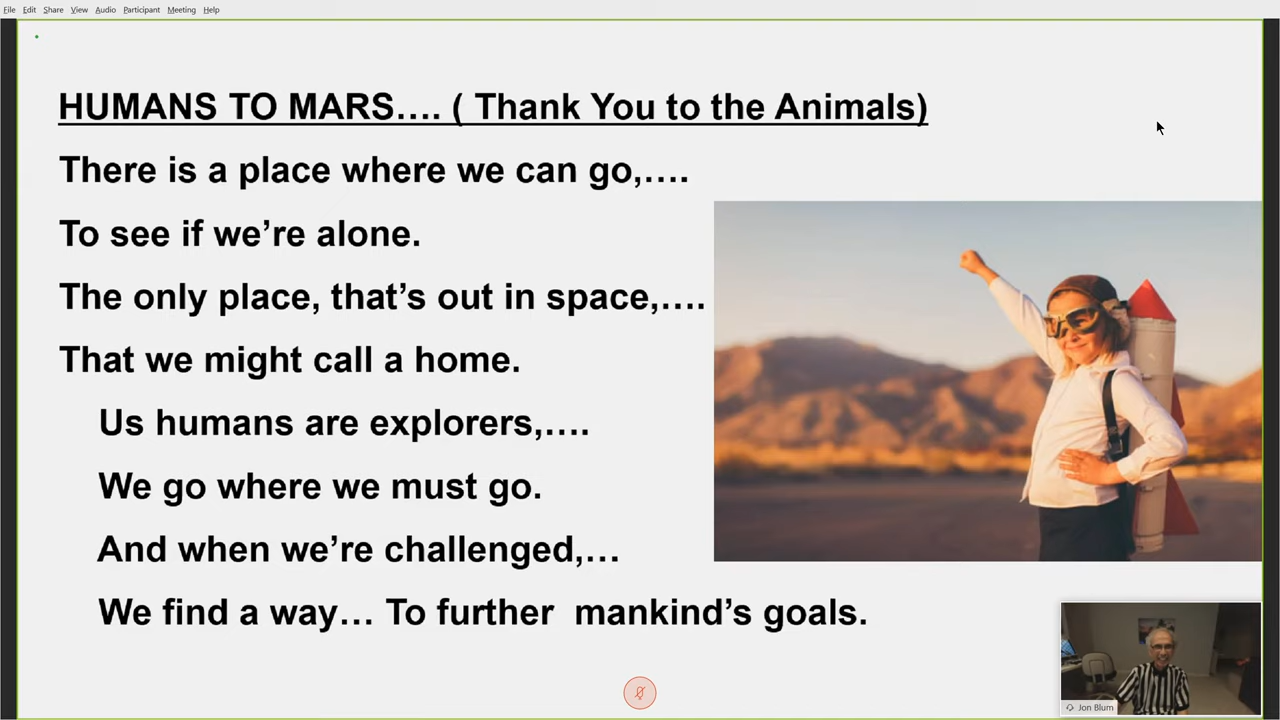 File Edit Share View Audio Participant Meeting Help
HUMANS TO MARS.... ( Thank You to the Animals)
There is a place where we can go,....
To see if we’re alone.
The only place, that’s out in space,....
That we might call a home.
Us humans are explorers,....
We go where we must go.
And when we’re challenged,...
We find a way... To further  mankind’s goals.
Jon Blum